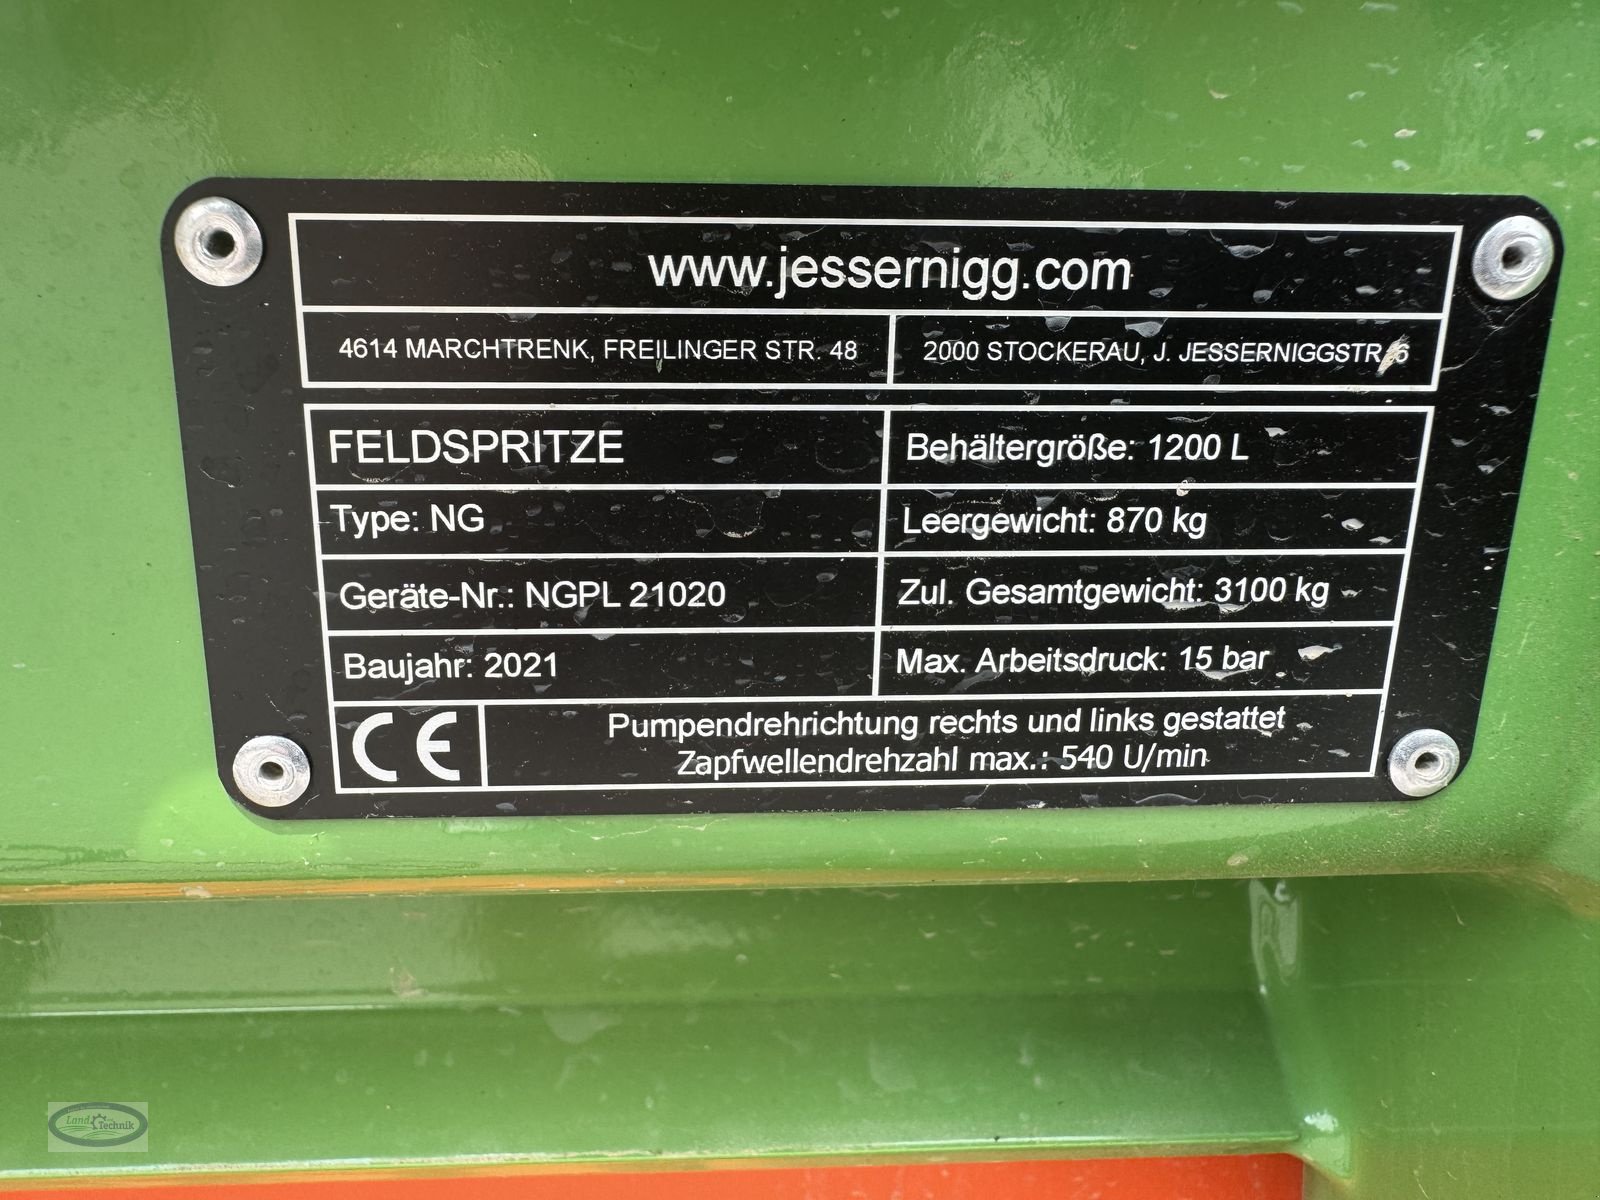 www.jessernigg.com
4614 MARCHTRENK, FREILINGER STR. 48
2000 STOCKERAU, J. JESSERNIGGSTR
FELDSPRITZE
Behältergröße: 1200 L
Type: NG
Leergewicht: 870 kg
Geräte-Nr.: NGPL 21020
Zul. Gesamtgewicht: 3100 kg
Baujahr: 2021
Max. Arbeitsdruck: 15 bar
CE
Pumpendrehrichtung rechts und links gestattet
Zapfwellendrehzahl max.: 540 U/min
Land
Technik